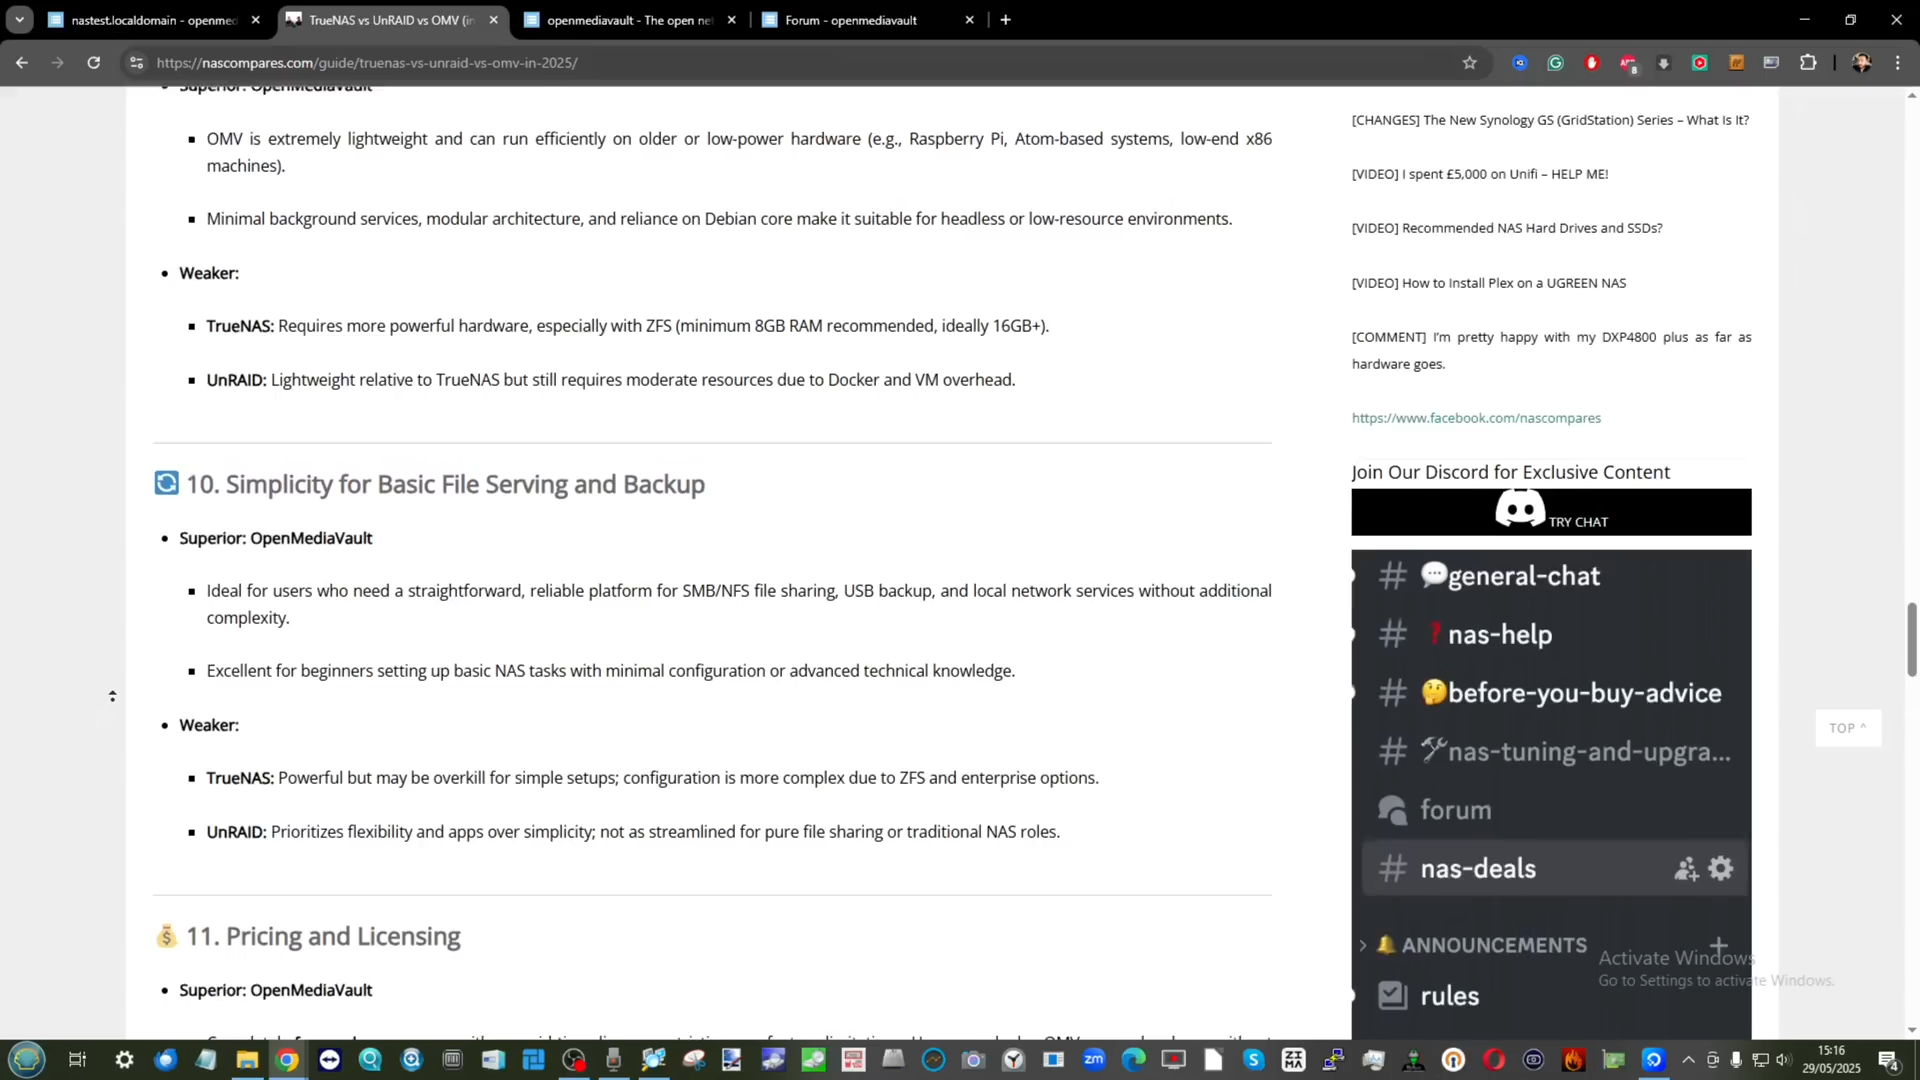 nastest.localdomain - openmed
TrueNAS vs UnRAID vs OMV (in
openmediavault - The open net
Forum - openmediavault
https://nascompares.com/guide/truenas-vs-unraid-vs-omv-in-2025/
8
Superior: OpenMediaVault
OMV is extremely lightweight and can run efficiently on older or low-power hardware (e.g., Raspberry Pi, Atom-based systems, low-end x86
machines).
Minimal background services, modular architecture, and reliance on Debian core make it suitable for headless or low-resource environments.
Weaker:
TrueNAS: Requires more powerful hardware, especially with ZFS (minimum 8GB RAM recommended, ideally 16GB+).
UnRAID: Lightweight relative to TrueNAS but still requires moderate resources due to Docker and VM overhead.
10. Simplicity for Basic File Serving and Backup
Superior: OpenMediaVault
Ideal for users who need a straightforward, reliable platform for SMB/NFS file sharing, USB backup, and local network services without additional
complexity.
Excellent for beginners setting up basic NAS tasks with minimal configuration or advanced technical knowledge.
Weaker:
TrueNAS: Powerful but may be overkill for simple setups; configuration is more complex due to ZFS and enterprise options.
UnRAID: Prioritizes flexibility and apps over simplicity; not as streamlined for pure file sharing or traditional NAS roles.
11. Pricing and Licensing
Superior: OpenMediaVault
[CHANGES] The New Synology GS (GridStation) Series – What Is It?
[VIDEO] I spent £5,000 on Unifi – HELP ME!
[VIDEO] Recommended NAS Hard Drives and SSDs?
[VIDEO] How to Install Plex on a UGREEN NAS
[COMMENT] I'm pretty happy with my DXP4800 plus as far as
hardware goes.
https://www.facebook.com/nascompares
Join Our Discord for Exclusive Content
TRY CHAT
general-chat
nas-help
before-you-buy-advice
nas-tuning-and-upgra...
forum
nas-deals
ANNOUNCEMENTS
rules
TOP ^
Activate Windows
Go to Settings to activate Windows.
zm
15:16
29/05/2025
4